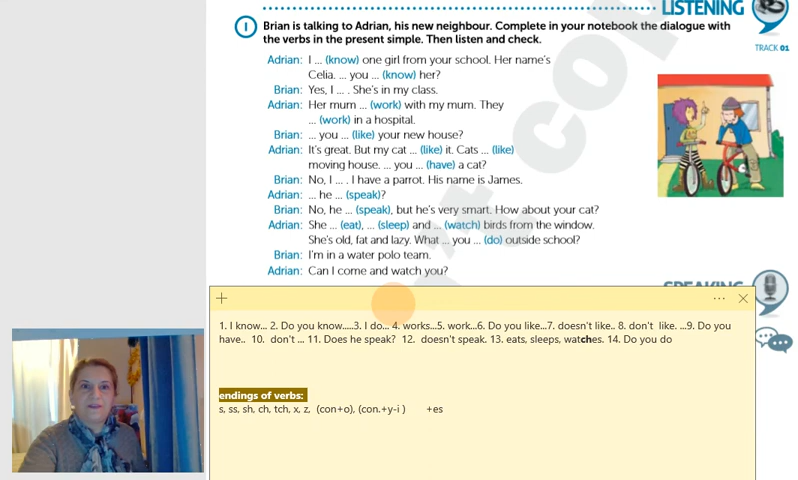 LISTENING
1 Brian is talking to Adrian, his new neighbour. Complete in your notebook the dialogue with
the verbs in the present simple. Then listen and check.
TRACK 01
Adrian: I ... (know) one girl from your school. Her name's
Celia. ... you ... (know) her?
Brian: Yes, I ... . She's in my class.
Adrian: Her mum ... (work) with my mum. They
... (work) in a hospital.
Brian: ... you ... (like) your new house?
Adrian: It's great. But my cat ... (like) it. Cats ... (like)
moving house. ... you ... (have) a cat?
Brian: No, I ... . I have a parrot. His name is James.
Adrian: ... he ... (speak)?
Brian: No, he ... (speak), but he's very smart. How about your cat?
Adrian: She ... (eat), ... (sleep) and ... (watch) birds from the window.
She's old, fat and lazy. What ... you ... (do) outside school?
Brian: I'm in a water polo team.
Adrian: Can I come and watch you?
SPEAKING
1. I know... 2. Do you know.....3. I do... 4. works...5. work...6. Do you like...7. doesn't like.. 8. don't like. ...9. Do you
have.. 10. don't ... 11. Does he speak? 12. doesn't speak. 13. eats, sleeps, watches. 14. Do you do
endings of verbs:
s, ss, sh, ch, tch, x, z, (con+o), (con.+y-i ) +es